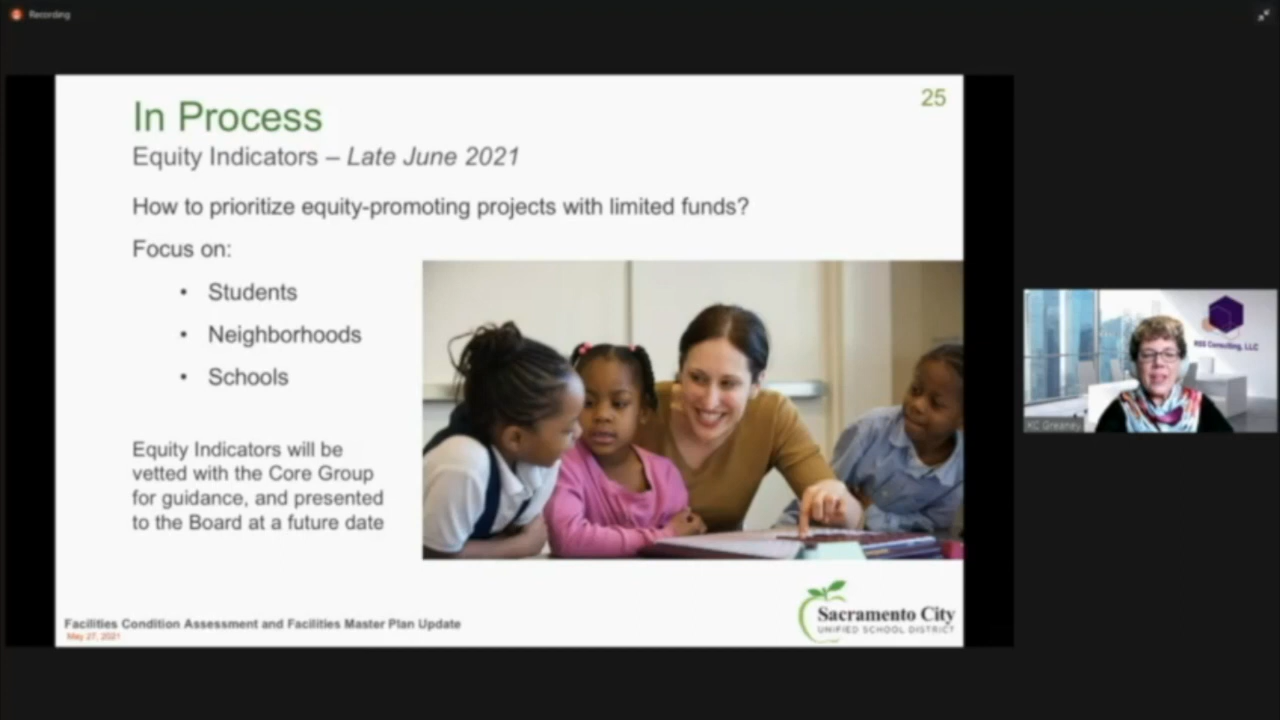 Recording
25
In Process
Equity Indicators – Late June 2021
How to prioritize equity-promoting projects with limited funds?
Focus on:
• Students
• Neighborhoods
• Schools
Equity Indicators will be
vetted with the Core Group
for guidance, and presented
to the Board at a future date
Facilities Condition Assessment and Facilities Master Plan Update
May 27, 2021
Sacramento City
UNIFIED SCHOOL DISTRICT
RSS Consulting, LLC
KC Greaney